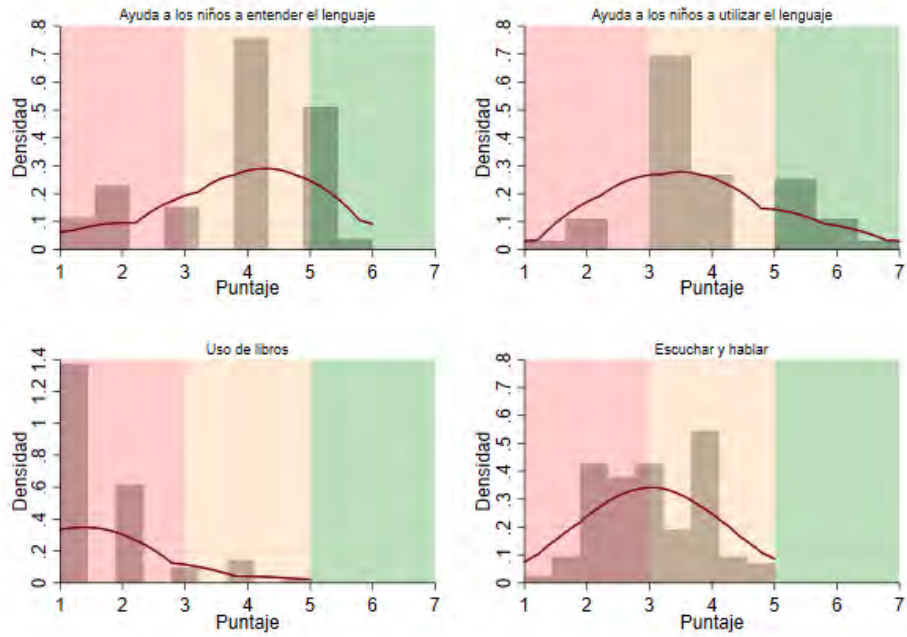 Ayuda a los niños a entender el lenguaje
Densidad
0 .1 .2 .3 .4 .5 .6 .7 .8
1 2 3 4 5 6 7
Puntaje
Ayuda a los niños a utilizar el lenguaje
Densidad
0 .1 .2 .3 .4 .5 .6 .7 .8
1 2 3 4 5 6 7
Puntaje
Uso de libros
Densidad
0 .2 .4 .6 .8 1 1.2 1.4
1 2 3 4 5 6 7
Puntaje
Escuchar y hablar
Densidad
0 .1 .2 .3 .4 .5 .6 .7 .8
1 2 3 4 5 6 7
Puntaje